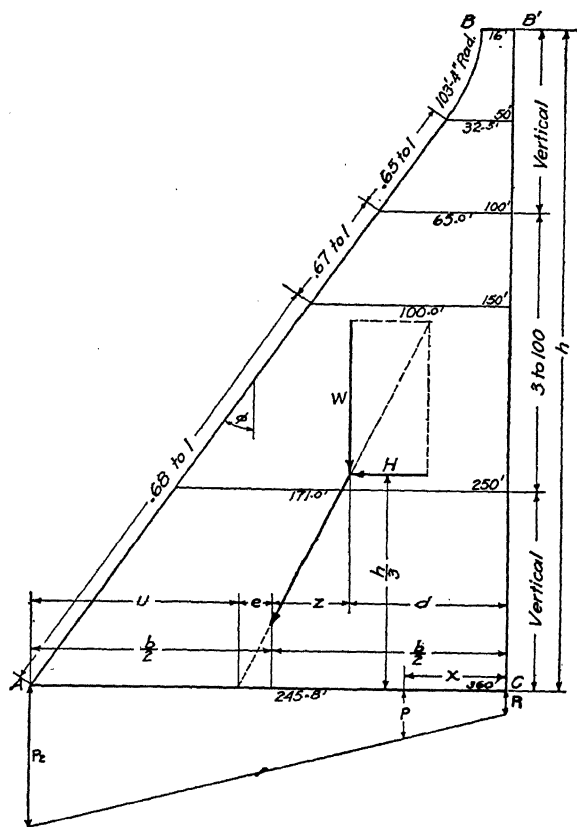 B B'
16'
103'-4" Rad.
50'
32.5'
Vertical
.65 to 1
100'
65.0'
.67 to 1
150'
100.0'
h
3 to 100
W
ø
H
.68 to 1
171.0'
250'
h/3
Vertical
U e z d
b/2 b/2
x
A 245.8' 360' C
P
P2